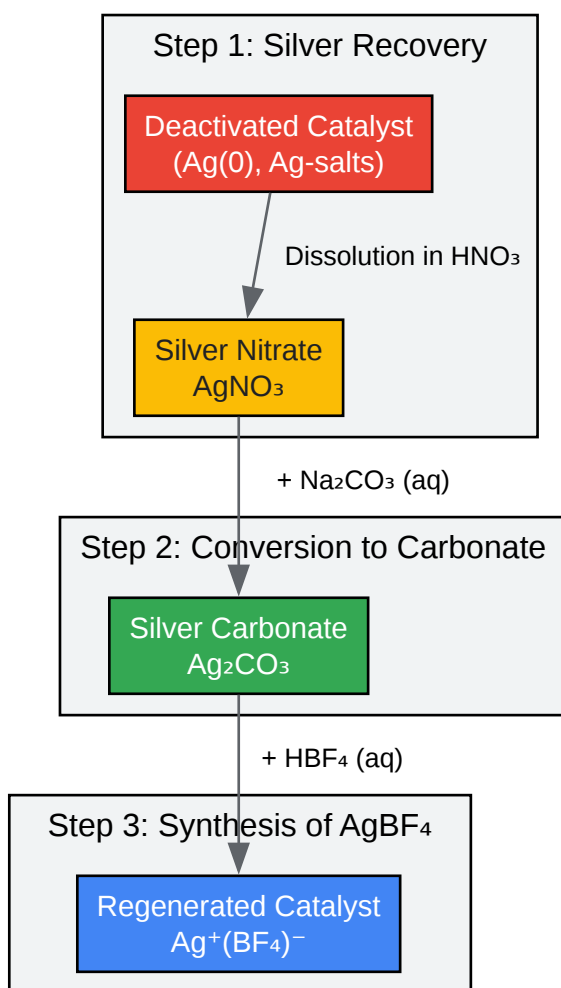 Step 1: Silver Recovery
Deactivated Catalyst
(Ag(0), Ag-salts)
Dissolution in HNO₃
Silver Nitrate
AgNO₃
+ Na₂CO₃ (aq)
Step 2: Conversion to Carbonate
Silver Carbonate
Ag₂CO₃
+ HBF₄ (aq)
Step 3: Synthesis of AgBF₄
Regenerated Catalyst
Ag⁺(BF₄)⁻